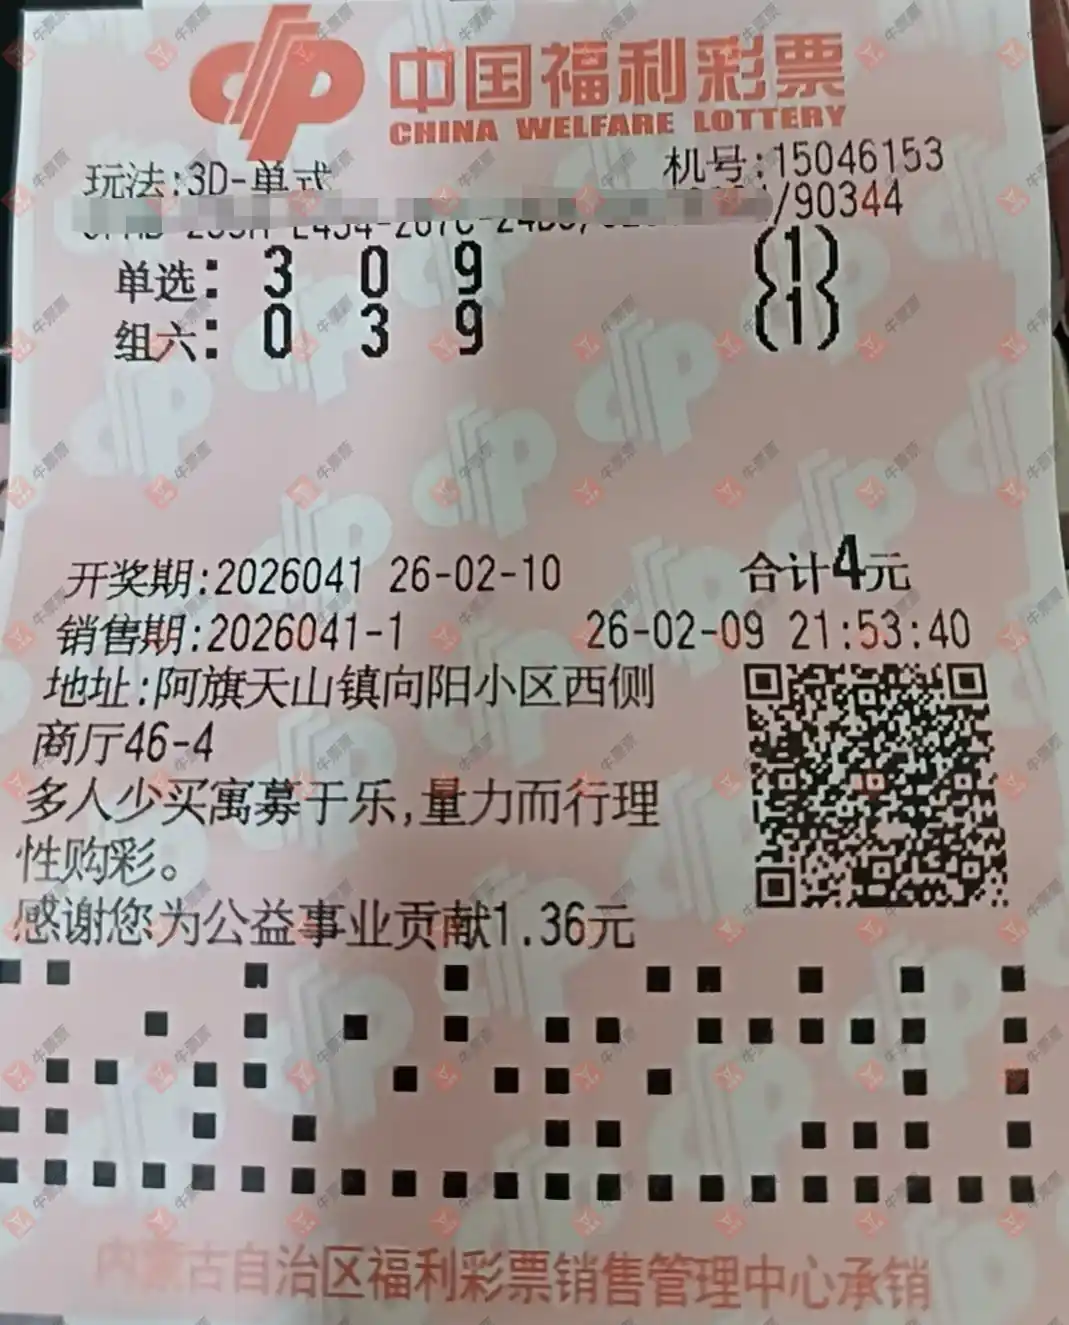 中国福利彩票
CHINA WELFARE LOTTERY
玩法:3D-单式 机号:15046153
/90344
单选: 3 0 9 (1)
组六: 0 3 9 (1)
开奖期:2026041 26-02-10 合计4元
销售期:2026041-1 26-02-09 21:53:40
地址:阿旗天山镇向阳小区西侧
商厅46-4
多人少买寓募于乐,量力而行理
性购彩。
感谢您为公益事业贡献1.36元
内蒙古自治区福利彩票销售管理中心承销